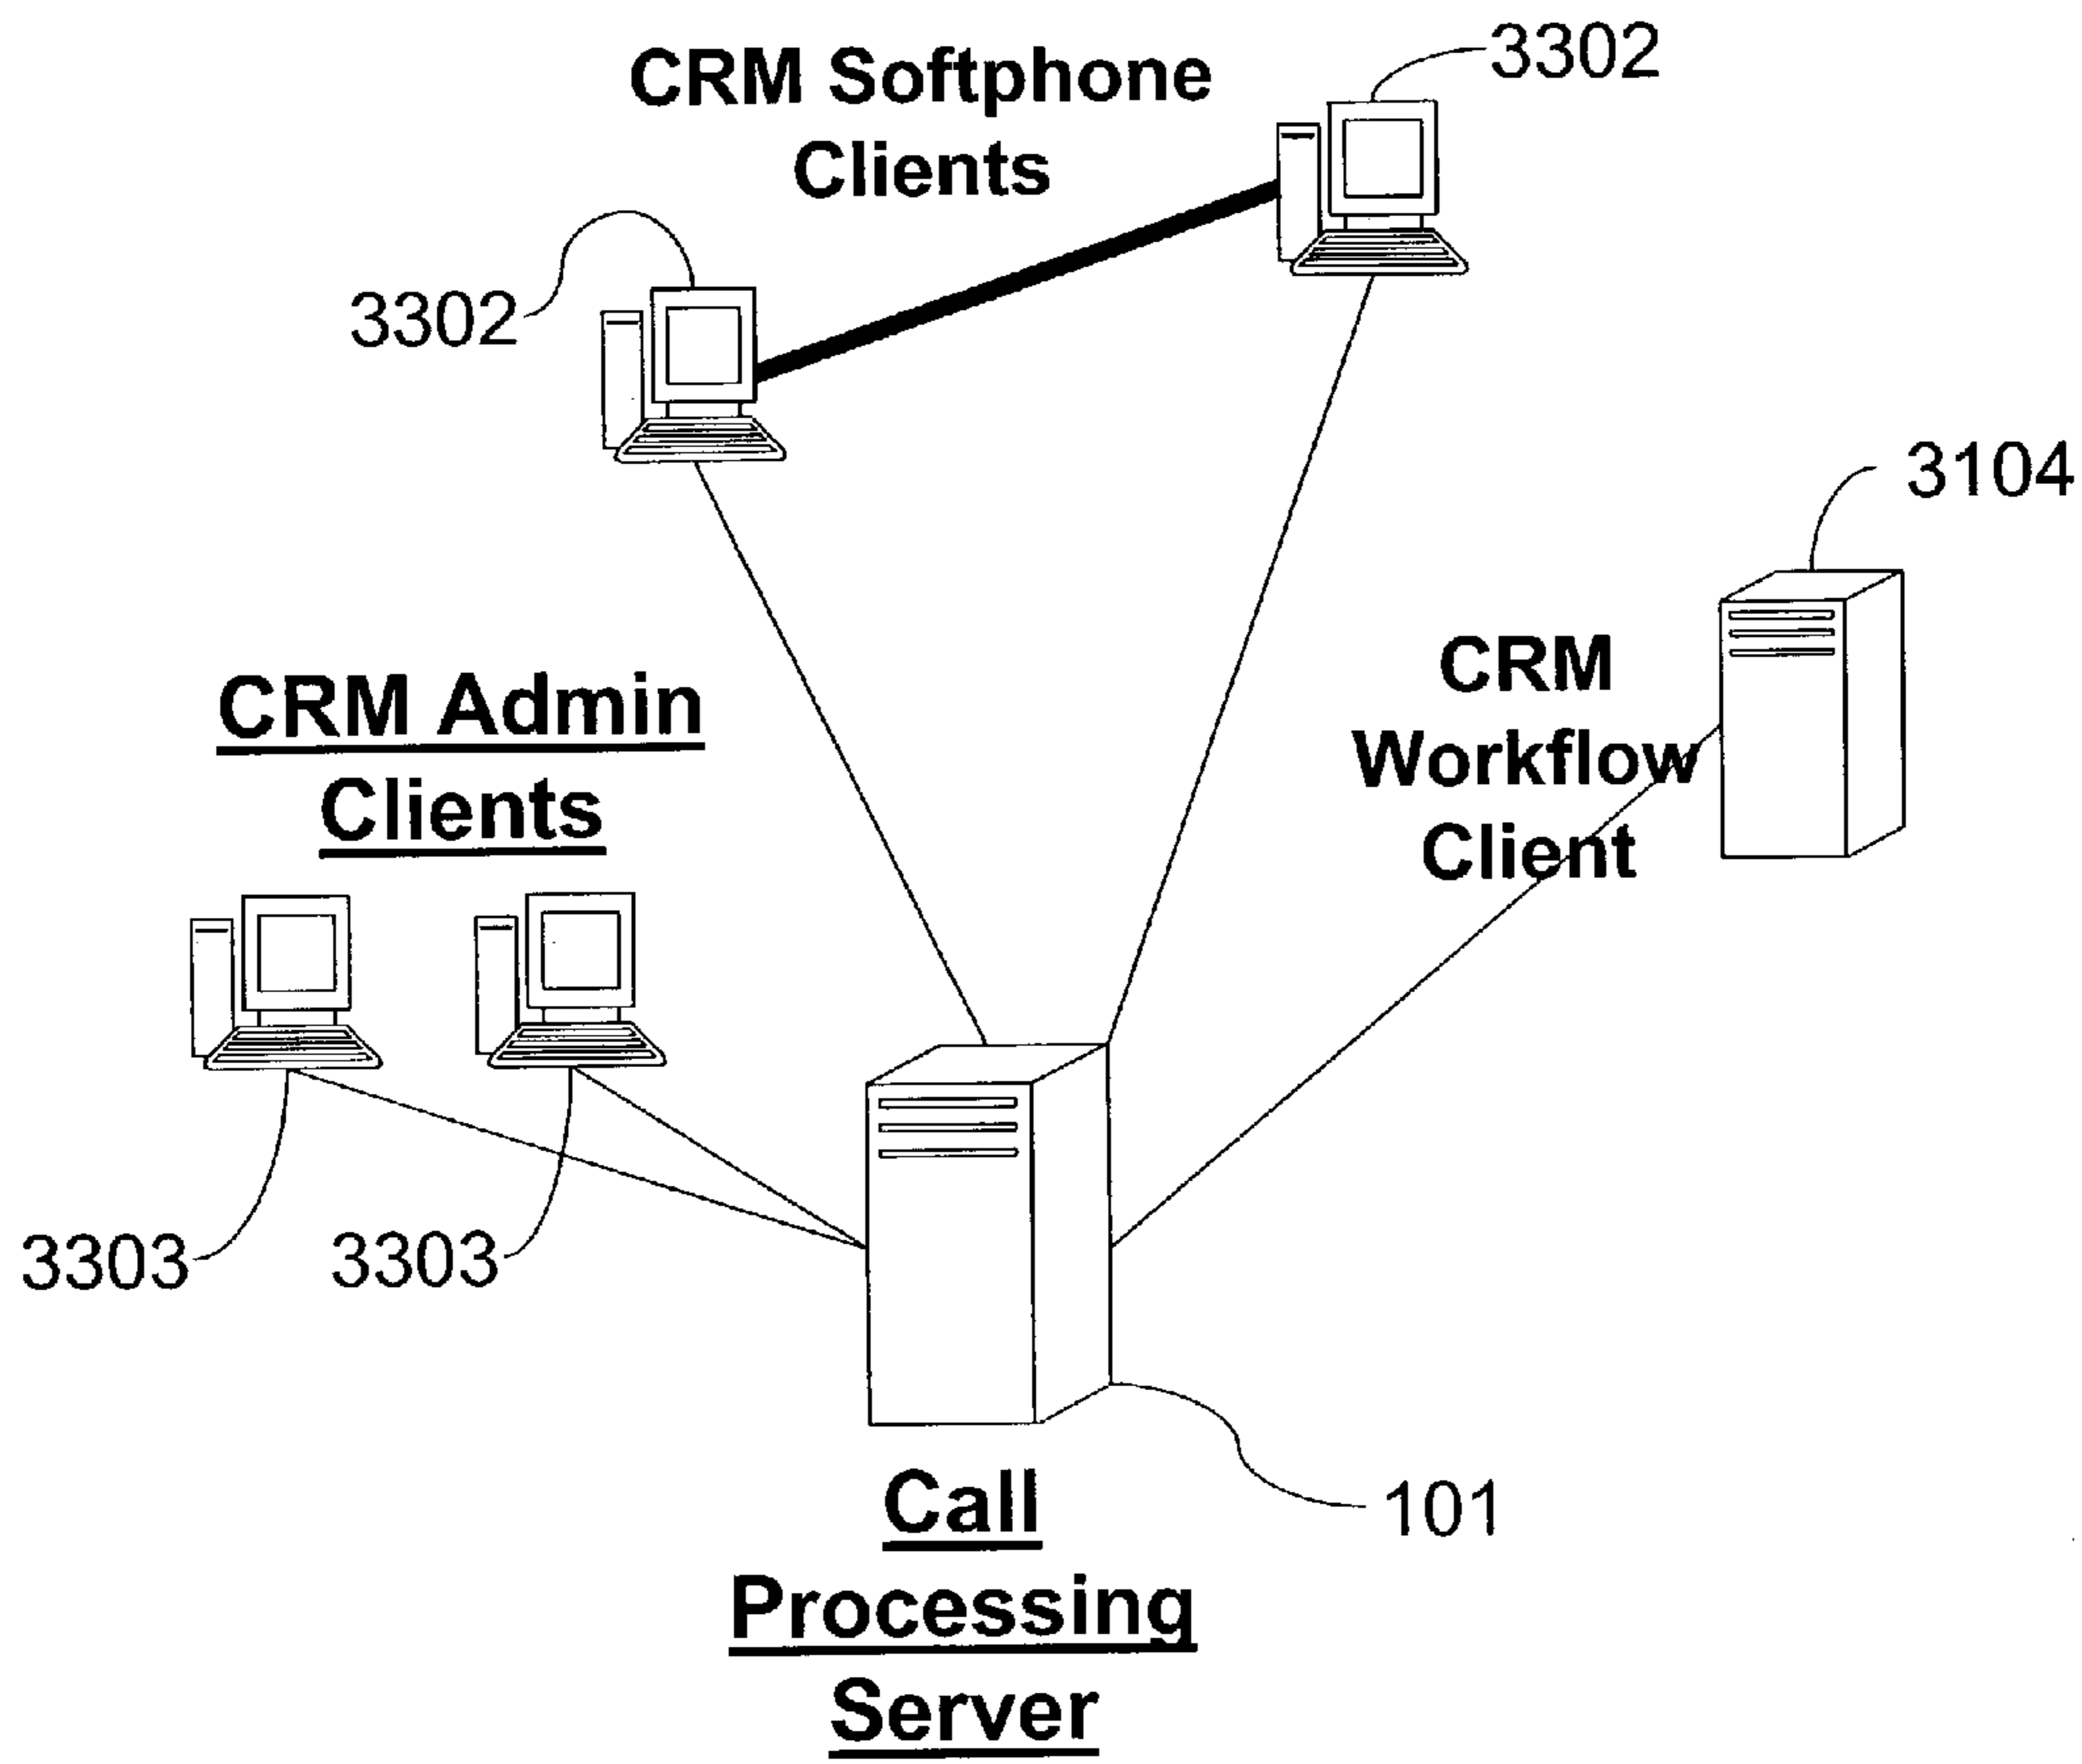 3302
CRM Softphone
Clients
3302
3104
CRM
Workflow
Client
CRM Admin
Clients
3303
3303
101
Call
Processing
Server